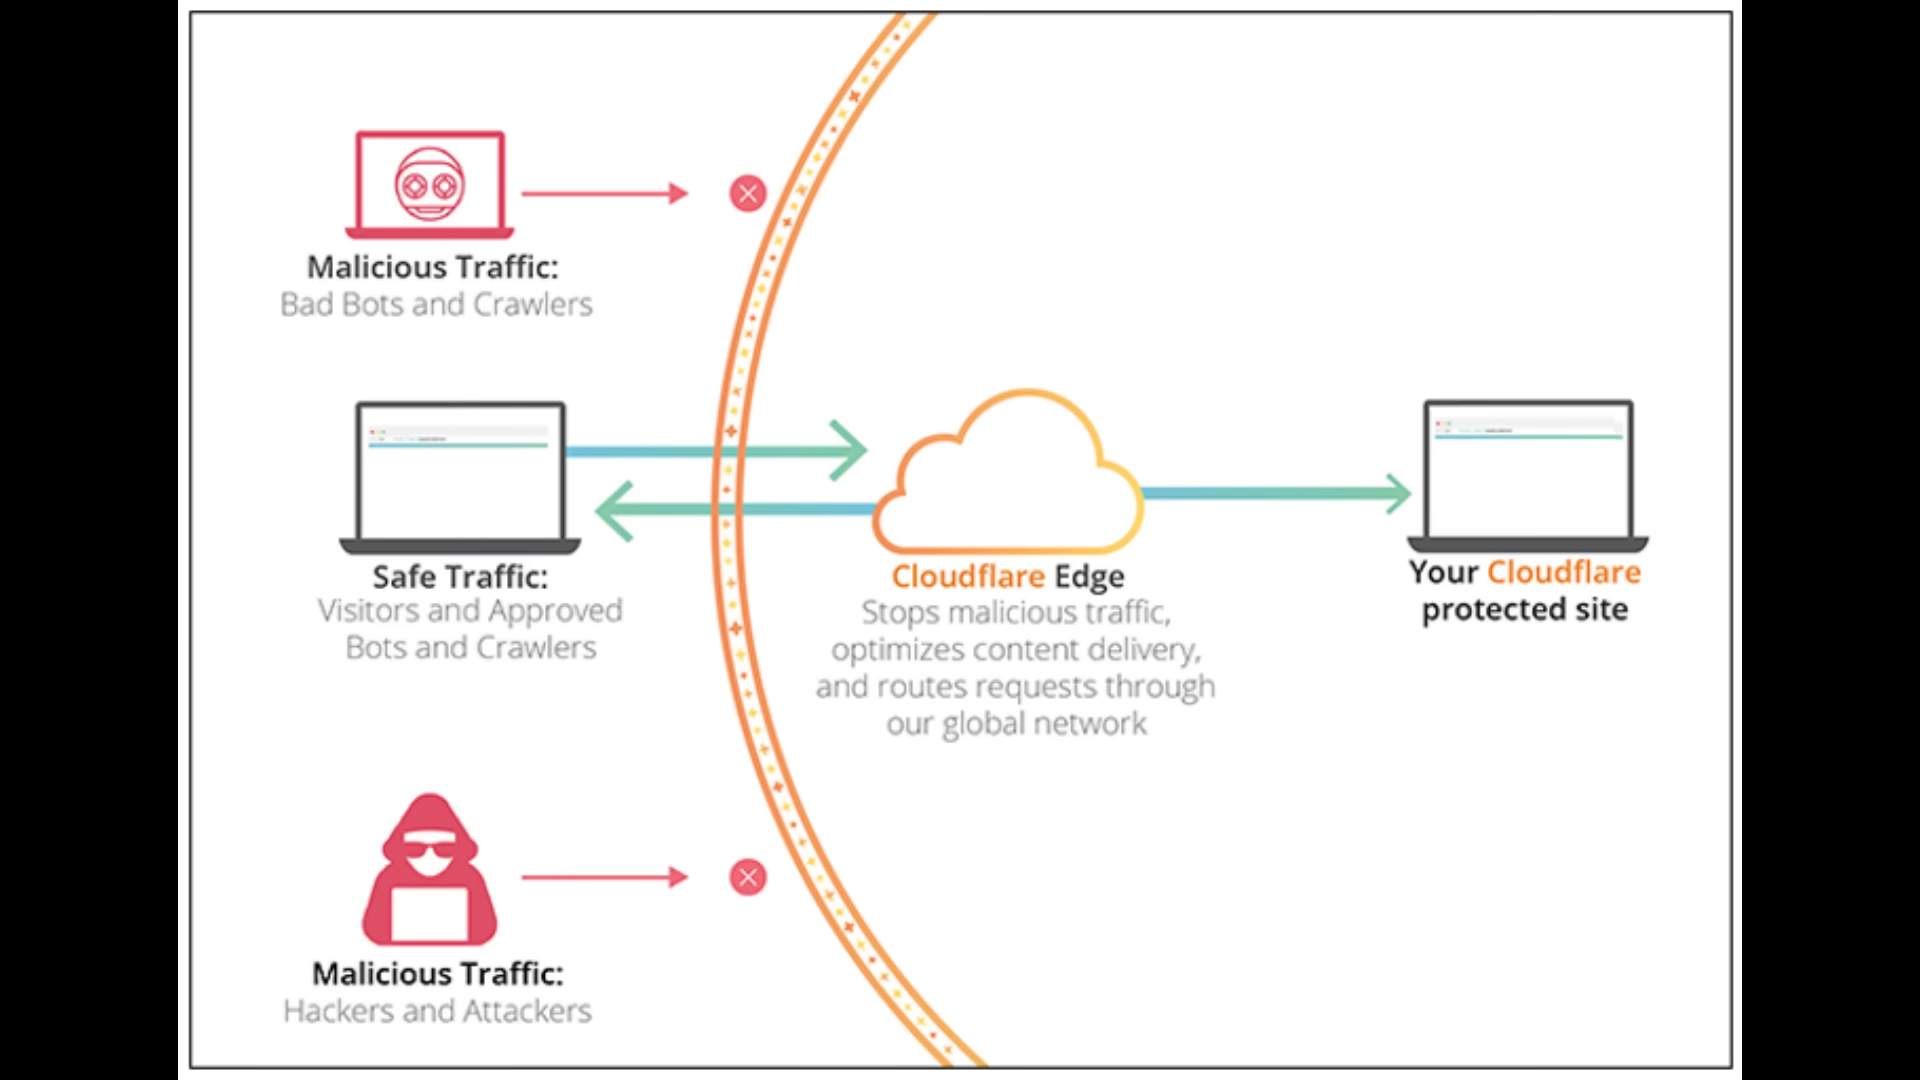 Malicious Traffic:
Bad Bots and Crawlers
Safe Traffic:
Visitors and Approved
Bots and Crawlers
Cloudflare Edge
Stops malicious traffic,
optimizes content delivery,
and routes requests through
our global network
Your Cloudflare
protected site
Malicious Traffic:
Hackers and Attackers